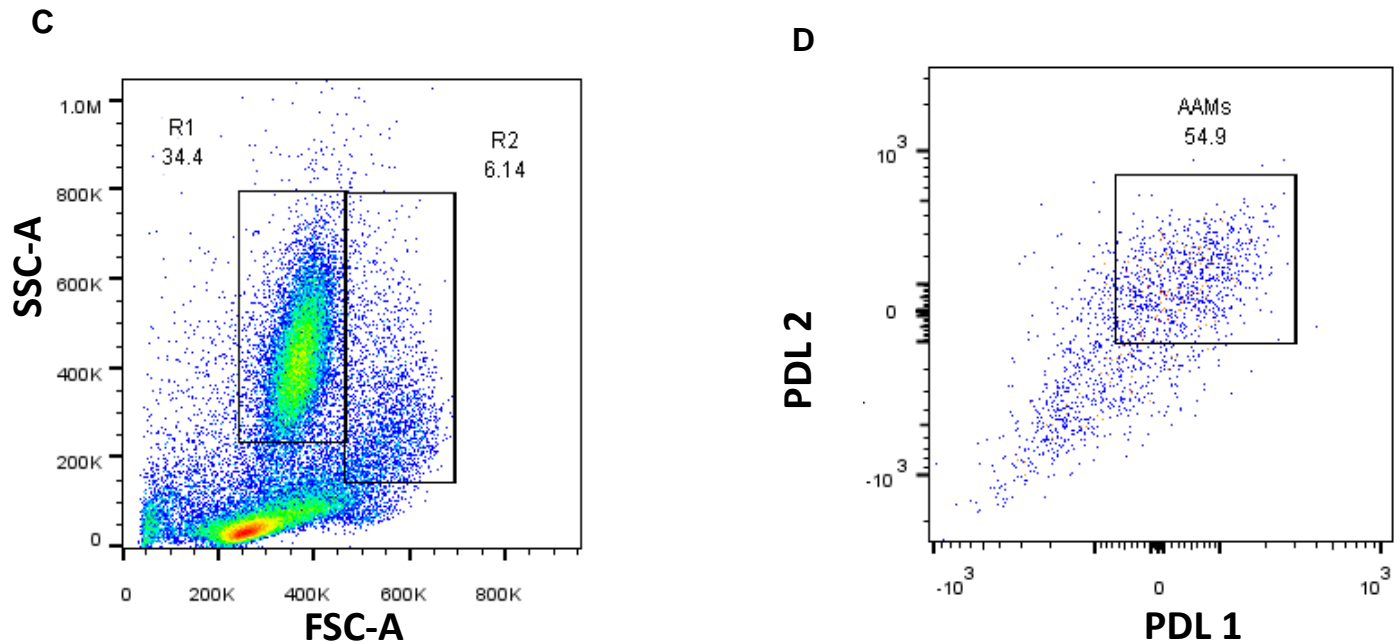 C
D
1.0M
800K
600K
400K
200K
0
SSC-A
R1
34.4
R2
6.14
0
200K
400K
600K
800K
FSC-A
AAMs
54.9
10^3
0
-10^3
PDL 2
-10^3
0
10^3
PDL 1